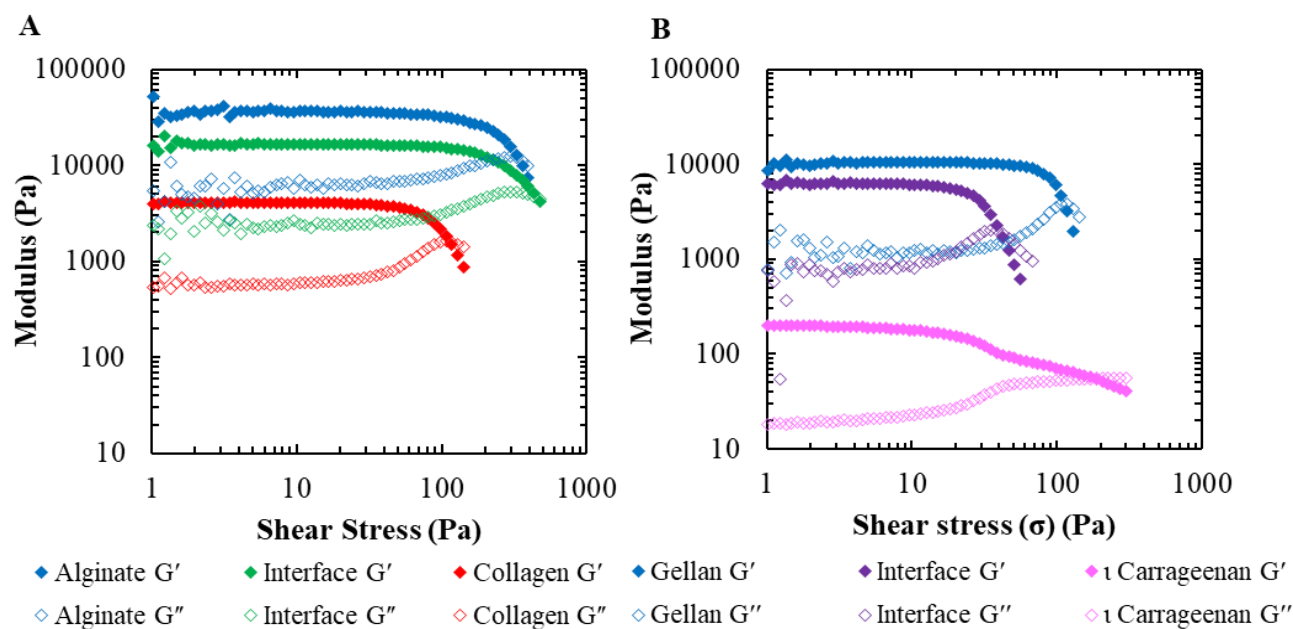 A
B
100000
10000
1000
100
10
Modulus (Pa)
1 10 100 1000
Shear Stress (Pa)
100000
10000
1000
100
10
Modulus (Pa)
1 10 100 1000
Shear stress (σ) (Pa)
Alginate G′ Interface G′ Collagen G′ Gellan G′ Interface G′ ι Carrageenan G′
Alginate G″ Interface G″ Collagen G″ Gellan G′′ Interface G′′ ι Carrageenan G′′